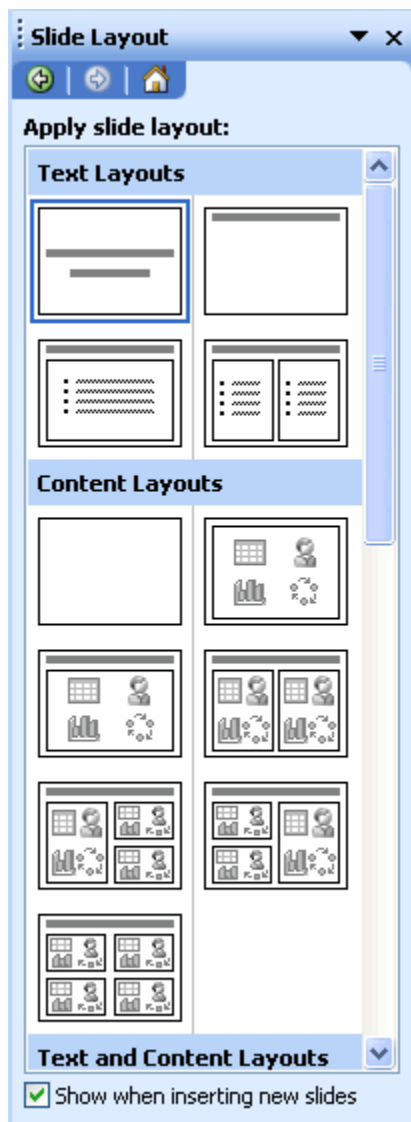 Slide Layout
Apply slide layout:
Text Layouts
Content Layouts
Text and Content Layouts
Show when inserting new slides